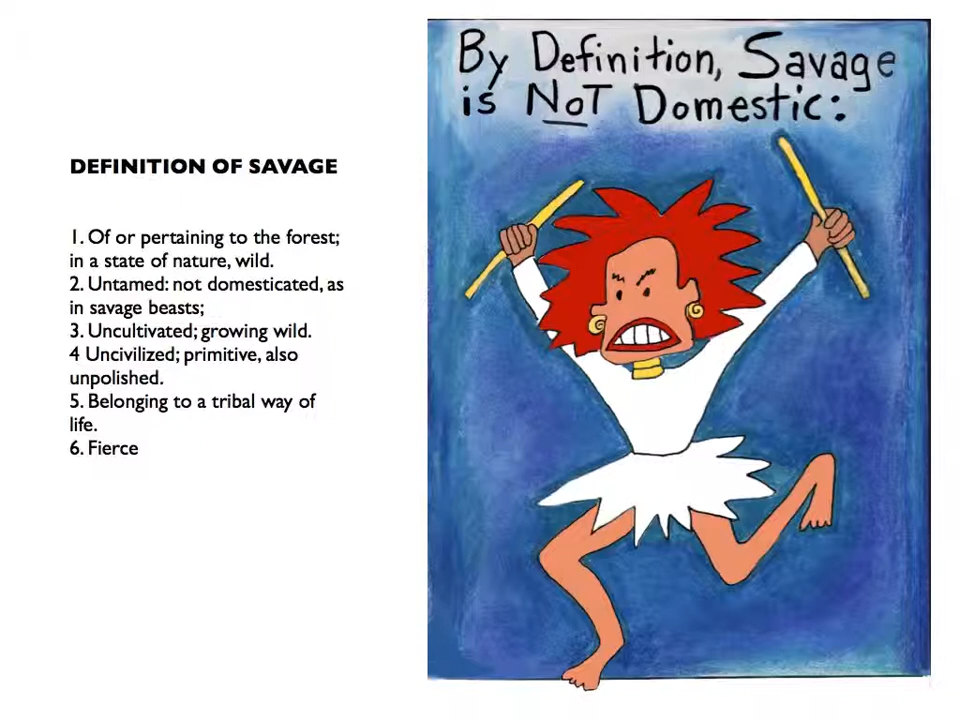 DEFINITION OF SAVAGE
1. Of or pertaining to the forest;
in a state of nature, wild.
2. Untamed: not domesticated, as
in savage beasts;
3. Uncultivated; growing wild.
4 Uncivilized; primitive, also
unpolished.
5. Belonging to a tribal way of
life.
6. Fierce
By Definition, Savage
is NOT Domestic: